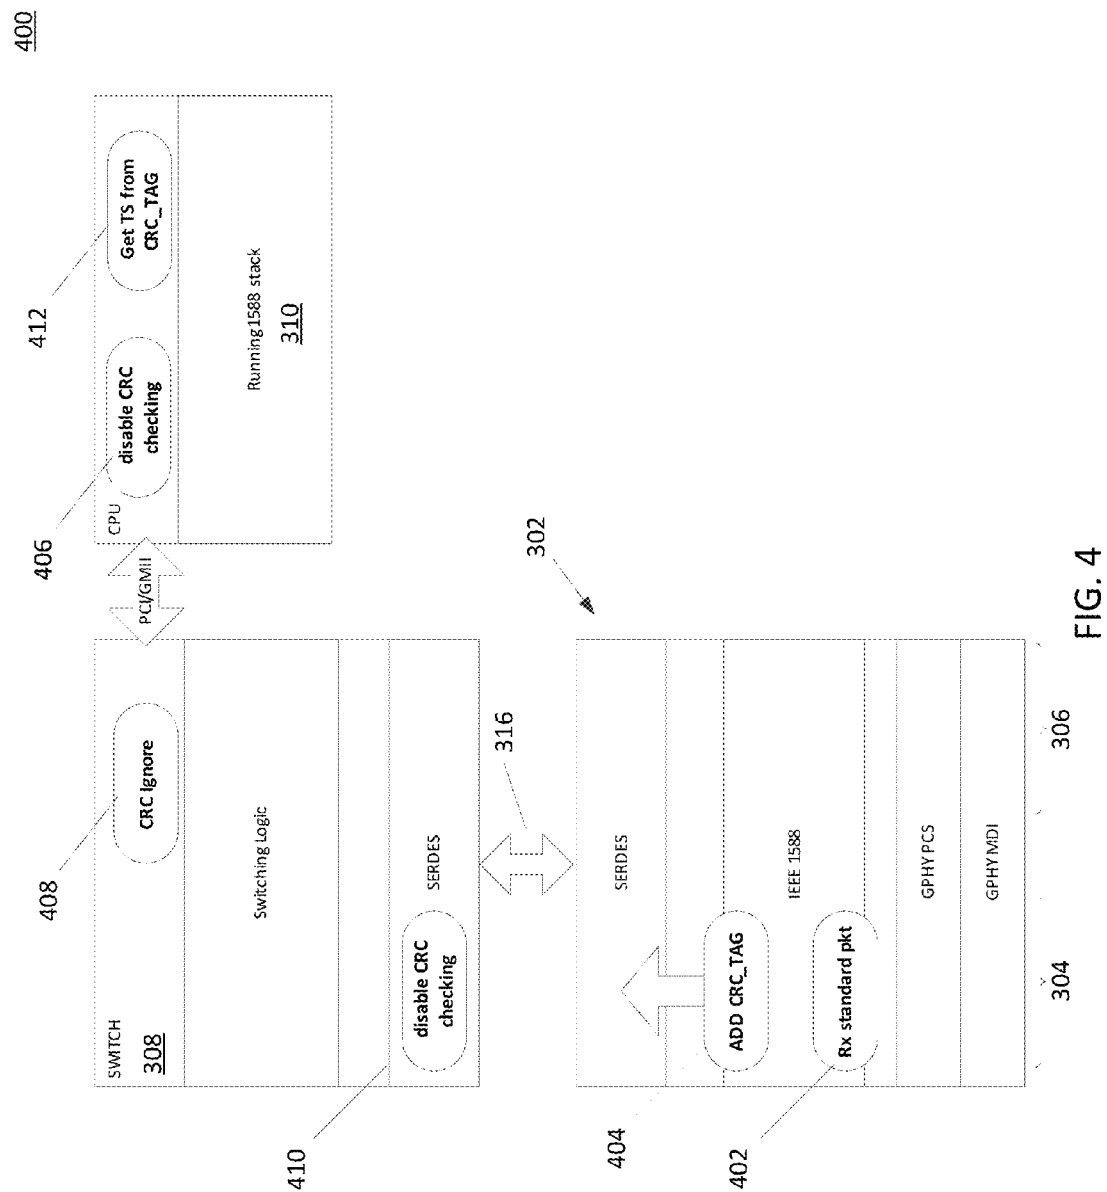 400
412
Get TS from
CRC_TAG
406
disable CRC
checking
CPU
Running1588 stack
310
PCI/GMII
408
CRC Ignore
SWITCH
308
Switching Logic
410
disable CRC
checking
SERDES
316
302
SERDES
404
ADD CRC_TAG
IEEE 1588
402
Rx standard pkt
GPHY PCS
GPHY MDI
304
306
FIG. 4